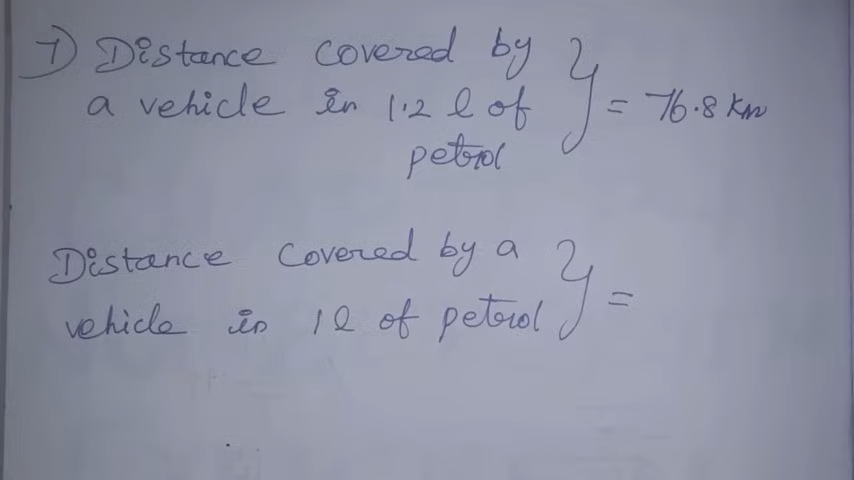 7) Distance covered by
a vehicle in 1.2 l of } = 76.8 km
petrol
Distance covered by a
vehicle in 1 l of petrol } =